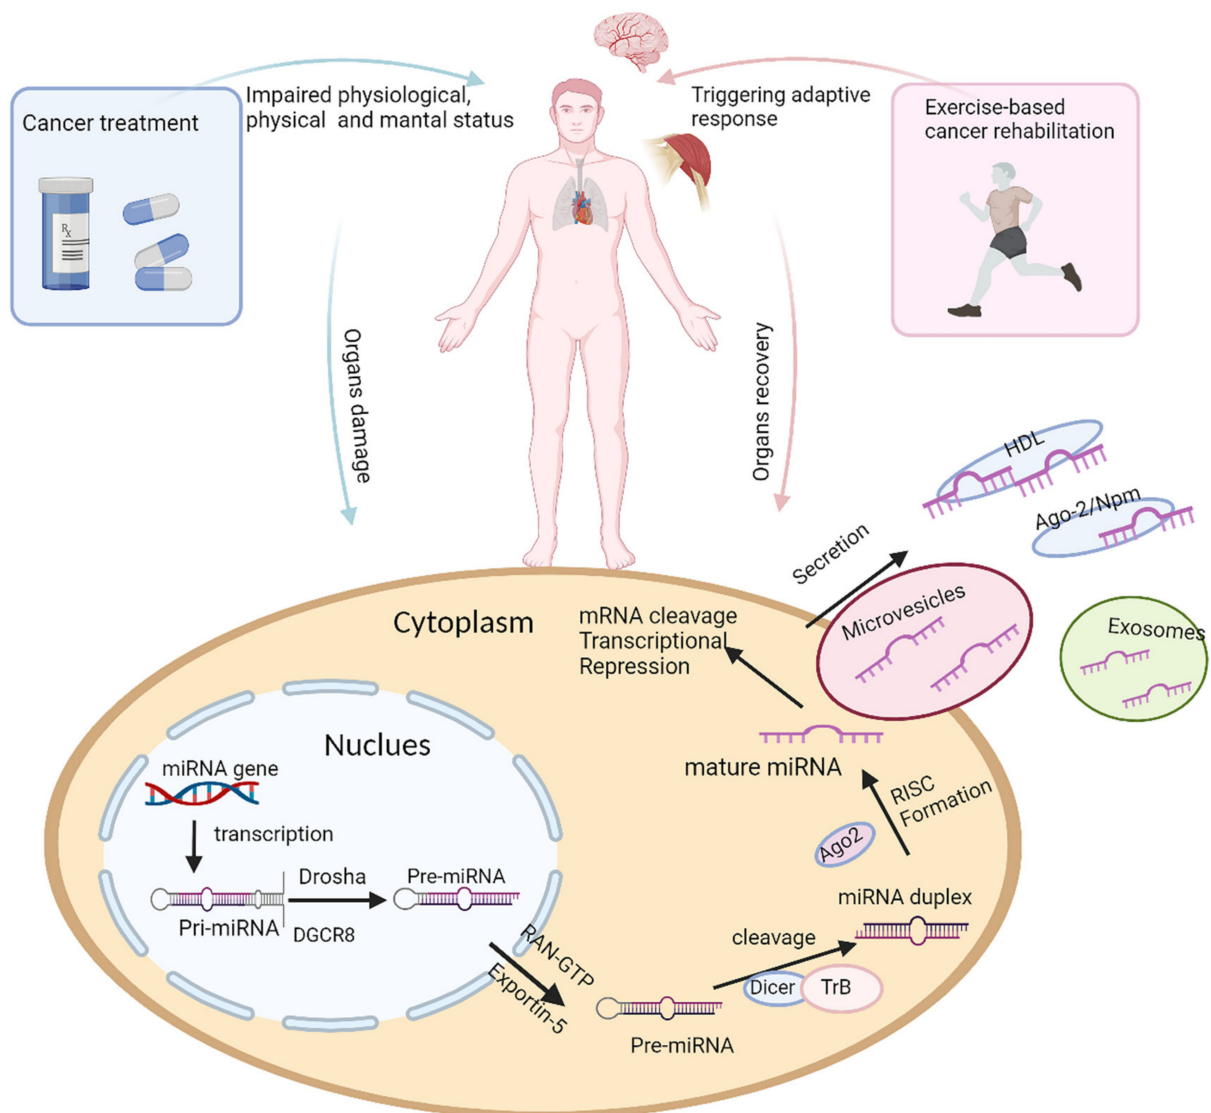 Cancer treatment
Impaired physiological,
physical and mantal status
Triggering adaptive
response
Exercise-based
cancer rehabilitation
Rx
Organs damage
Organs recovery
HDL
Ago-2/Npm
Secretion
Microvesicles
Exosomes
Cytoplasm
mRNA cleavage
Transcriptional
Repression
Nuclues
miRNA gene
transcription
mature miRNA
RISC
Formation
Ago2
Drosha
Pre-miRNA
Pri-miRNA
DGCR8
miRNA duplex
cleavage
RAN-GTP
Exportin-5
Dicer
TrB
Pre-miRNA